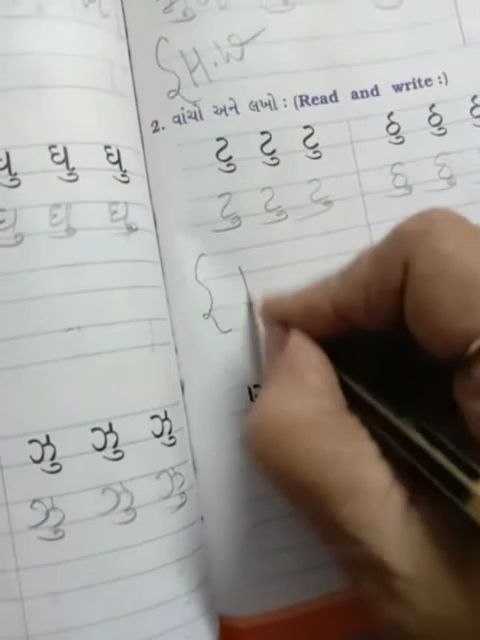 ઘુ ઘુ ઘુ
ઘુ ઘુ ઘુ
ઝુ ઝુ ઝુ
ઝુ ઝુ ઝુ
H.W
2. વાંચો અને લખો : (Read and write :)
ટુ ટુ ટુ ઠુ ઠુ
ટુ ટુ ટુ ઠુ ઠુ